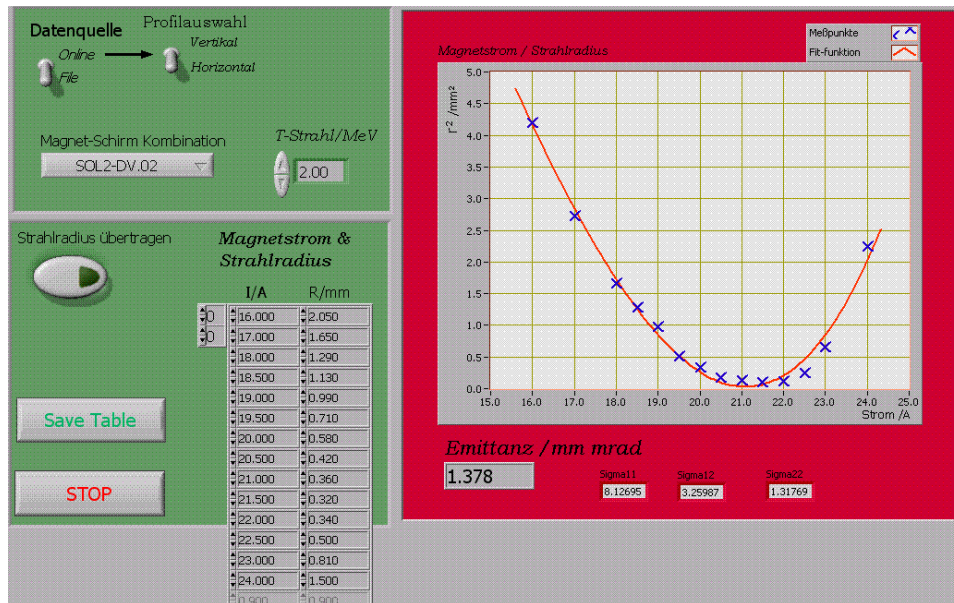 Datenquelle
Profilauswahl
Online
File
Vertikal
Horizontal
Magnet-Schirm Kombination
SOL2-DV.02
T-Strahl/MeV
2.00
Strahlradius übertragen
Magnetstrom &
Strahlradius
I/A R/mm
0 16.000 2.050
0 17.000 1.650
18.000 1.290
18.500 1.130
19.000 0.990
19.500 0.710
20.000 0.580
20.500 0.420
21.000 0.360
21.500 0.320
22.000 0.340
22.500 0.500
23.000 0.810
24.000 1.500
0.900 0.900
Save Table
STOP
Magnetstrom / Strahlradius
Meßpunkte
Fit-funktion
r² /mm²
5.0
4.5
4.0
3.5
3.0
2.5
2.0
1.5
1.0
0.5
0.0
15.0 16.0 17.0 18.0 19.0 20.0 21.0 22.0 23.0 24.0 25.0
Strom /A
Emittanz / mm mrad
1.378
Sigma11 Sigma12 Sigma22
8.12695 3.25987 1.31769